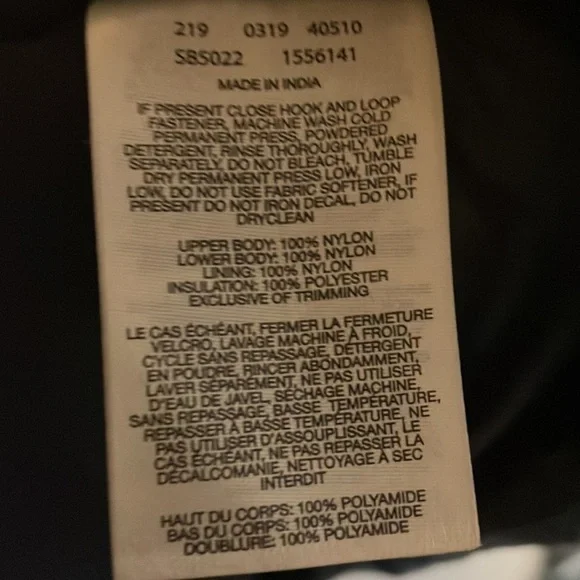 219 0319 40510
SBS022 1556141
MADE IN INDIA
IF PRESENT CLOSE HOOK AND LOOP
FASTENER, MACHINE WASH COLD
PERMANENT PRESS, POWDERED
DETERGENT, RINSE THOROUGHLY, WASH
SEPARATELY, DO NOT BLEACH, TUMBLE
DRY PERMANENT PRESS LOW, IRON
LOW, DO NOT USE FABRIC SOFTENER, IF
PRESENT DO NOT IRON DECAL, DO NOT
DRYCLEAN
UPPER BODY: 100% NYLON
LOWER BODY: 100% NYLON
LINING: 100% NYLON
INSULATION: 100% POLYESTER
EXCLUSIVE OF TRIMMING
LE CAS ÉCHÉANT, FERMER LA FERMETURE
VELCRO, LAVAGE MACHINE À FROID,
CYCLE SANS REPASSAGE, DÉTERGENT
EN POUDRE, RINCER ABONDAMMENT,
LAVER SÉPARÉMENT, NE PAS UTILISER
D'EAU DE JAVEL, SÉCHAGE MACHINE,
SANS REPASSAGE, BASSE TEMPÉRATURE,
REPASSER À BASSE TEMPÉRATURE, NE
PAS UTILISER D'ASSOUPLISSANT, LE
CAS ÉCHÉANT, NE PAS REPASSER LA
DÉCALCOMANIE, NETTOYAGE À SEC
INTERDIT
HAUT DU CORPS: 100% POLYAMIDE
BAS DU CORPS: 100% POLYAMIDE
DOUBLURE: 100% POLYAMIDE